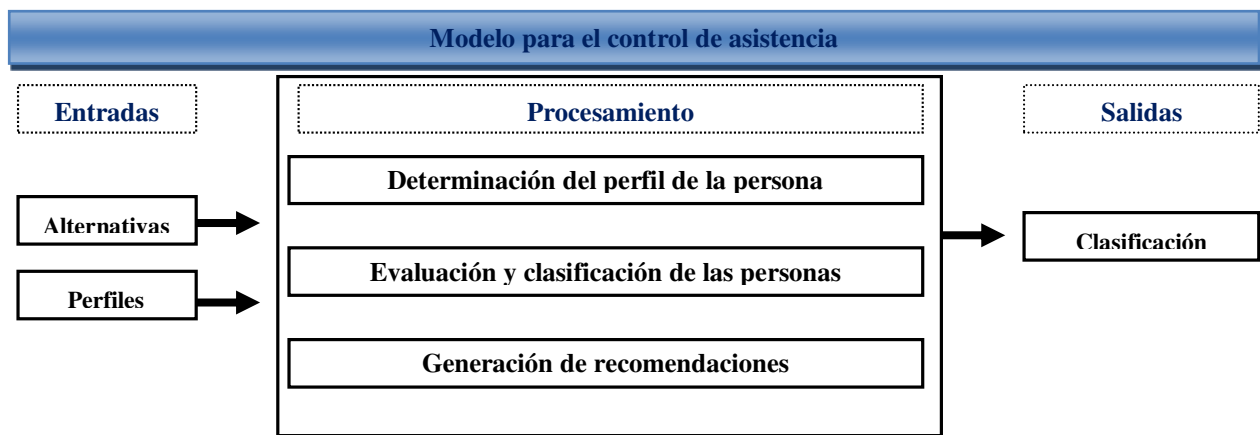 Modelo para el control de asistencia
Entradas
Procesamiento
Salidas
Determinación del perfil de la persona
Alternativas
Evaluación y clasificación de las personas
Clasificación
Perfiles
Generación de recomendaciones